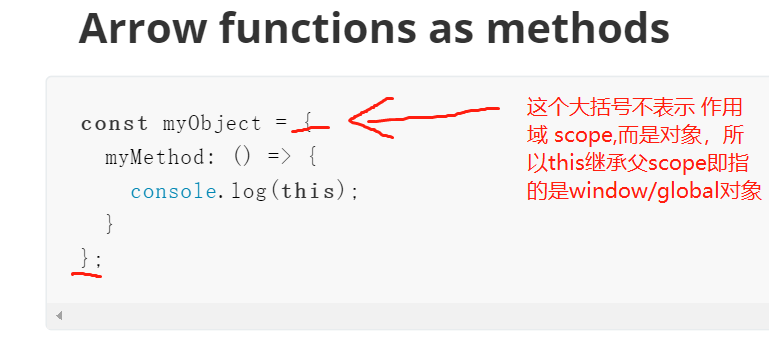 Arrow functions as methods
const myObject = {
myMethod: () => {
console.log(this);
}
};
这个大括号不表示 作用
域 scope,而是对象，所
以this继承父scope即指
的是window/global对象